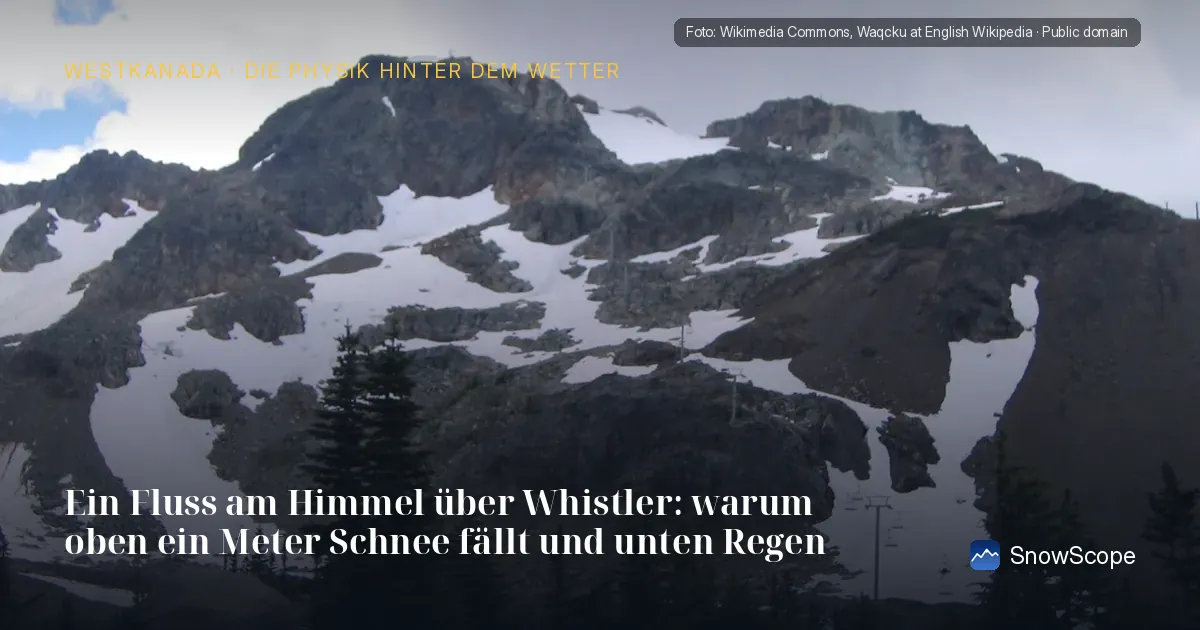 Foto: Wikimedia Commons, Waqcku at English Wikipedia · Public domain
WESTKANADA · DIE PHYSIK HINTER DEM WETTER
Ein Fluss am Himmel über Whistler: warum
oben ein Meter Schnee fällt und unten Regen
SnowScope